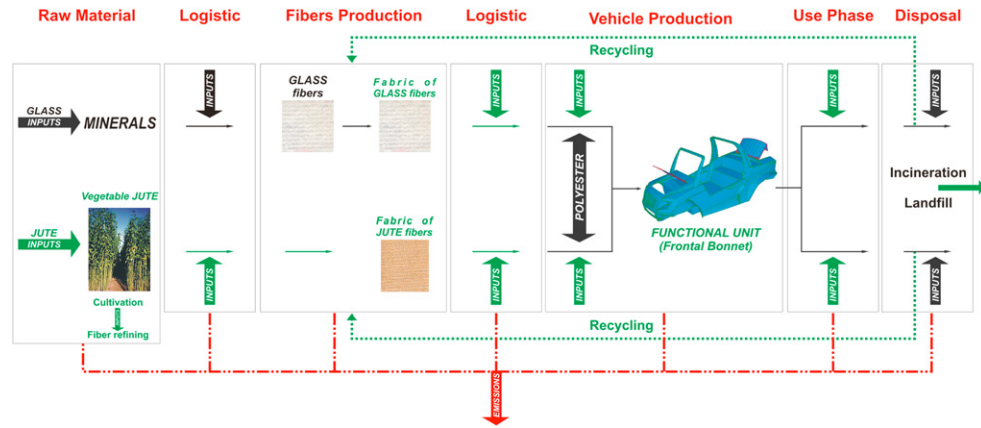 Raw Material
Logistic
Fibers Production
Logistic
Vehicle Production
Use Phase
Disposal
Recycling
GLASS
INPUTS
MINERALS
INPUTS
GLASS
fibers
Fabric of
GLASS fibers
INPUTS
INPUTS
INPUTS
INPUTS
POLYESTER
Vegetable JUTE
JUTE
INPUTS
Cultivation
Fiber refining
INPUTS
Fabric of
JUTE fibers
INPUTS
INPUTS
FUNCTIONAL UNIT
(Frontal Bonnet)
INPUTS
Incineration
Landfill
INPUTS
Recycling
EMISSIONS